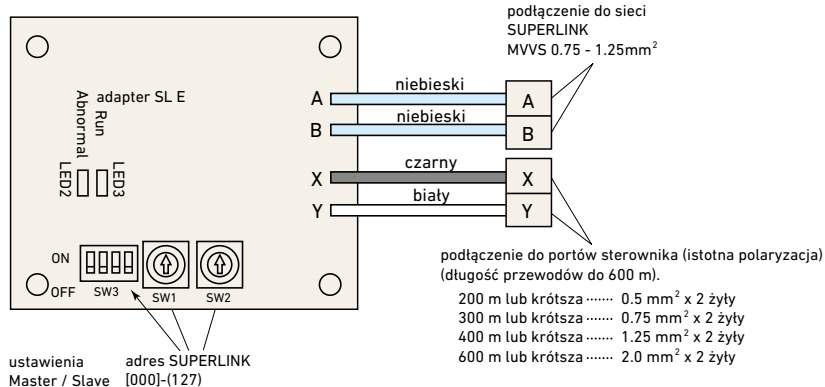 podłączenie do sieci
SUPERLINK
MVVS 0.75 - 1.25mm²
adapter SL E
Abnormal
Run
LED2
LED3
A
niebieski
A
B
niebieski
B
X
czarny
X
Y
biały
Y
ON
OFF
SW3
SW1
SW2
podłączenie do portów sterownika (istotna polaryzacja)
(długość przewodów do 600 m).
200 m lub krótsza ······· 0.5 mm² x 2 żyły
300 m lub krótsza ······· 0.75 mm² x 2 żyły
400 m lub krótsza ······· 1.25 mm² x 2 żyły
600 m lub krótsza ······· 2.0 mm² x 2 żyły
ustawienia
Master / Slave
adres SUPERLINK
[000]-(127)